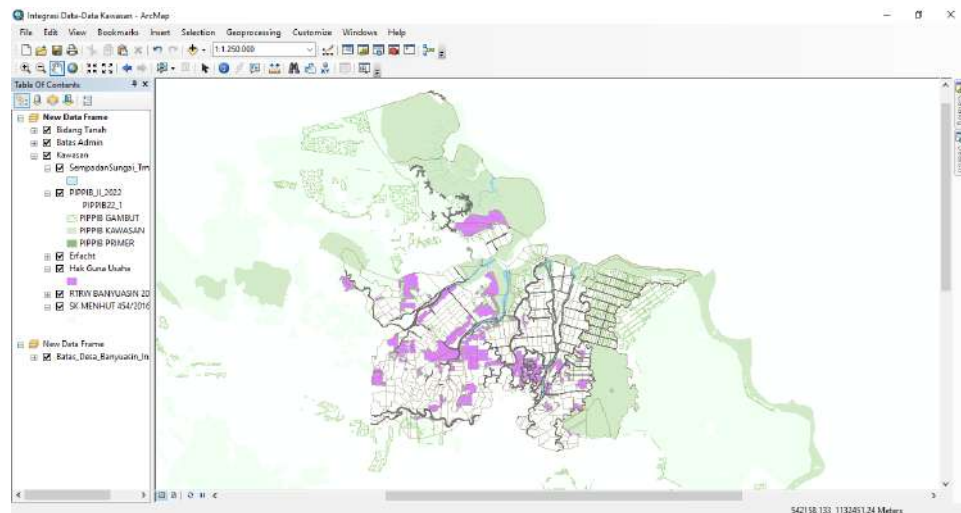 Integrasi Data-Data Kawasan - ArcMap
File Edit View Bookmarks Insert Selection Geoprocessing Customize Windows Help
1:1.250.000
Table Of Contents
New Data Frame
Bidang Tanah
Batas Admin
Kawasan
SempadanSungai_Trn
PIPPIB_II_2022
PIPPIB22_1
PIPPIB GAMBUT
PIPPIB KAWASAN
PIPPIB PRIMER
Erfacht
Hak Guna Usaha
RTRW BANYUASIN 20
SK MENHUT 454/2016
New Data Frame
Batas_Desa_Banyuasin_In
542158,133 1132451,24 Meters